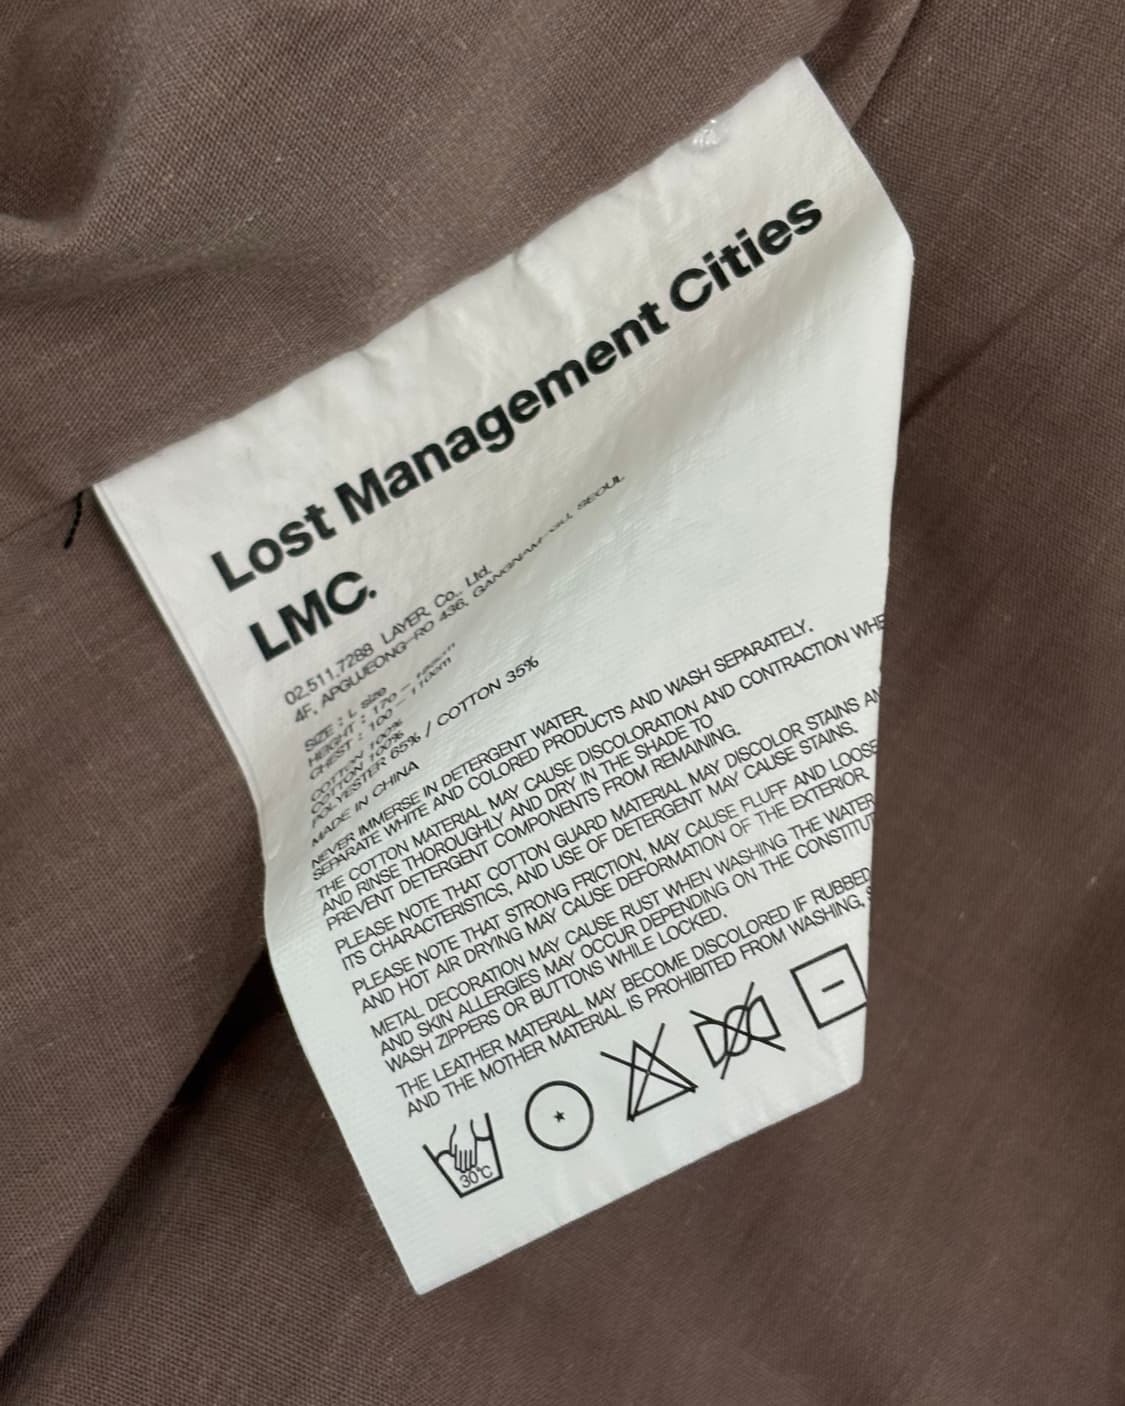 Lost Management Cities
LMC.
02.511.7288 LAYER, Co., Ltd.
4F, APGUJEONG-RO 436, GANGNAM-GU, SEOUL
SIZE : L size
HEIGHT : 170 -
CHEST : 100 - 110cm
COTTON 100%
COTTON 100%
POLYESTER 65% / COTTON 35%
MADE IN CHINA
NEVER IMMERSE IN DETERGENT WATER.
SEPARATE WHITE AND COLORED PRODUCTS AND WASH SEPARATELY.
THE COTTON MATERIAL MAY CAUSE DISCOLORATION AND CONTRACTION WHE
AND RINSE THOROUGHLY AND DRY IN THE SHADE TO
PREVENT DETERGENT COMPONENTS FROM REMAINING.
PLEASE NOTE THAT COTTON GUARD MATERIAL MAY DISCOLOR STAINS AN
ITS CHARACTERISTICS, AND USE OF DETERGENT MAY CAUSE STAINS.
PLEASE NOTE THAT STRONG FRICTION, MAY CAUSE FLUFF AND LOOSE
AND HOT AIR DRYING MAY CAUSE DEFORMATION OF THE EXTERIOR.
METAL DECORATION MAY CAUSE RUST WHEN WASHING THE WATER
AND SKIN ALLERGIES MAY OCCUR DEPENDING ON THE CONSTITUT
WASH ZIPPERS OR BUTTONS WHILE LOCKED.
THE LEATHER MATERIAL MAY BECOME DISCOLORED IF RUBBED
AND THE MOTHER MATERIAL IS PROHIBITED FROM WASHING,
30℃